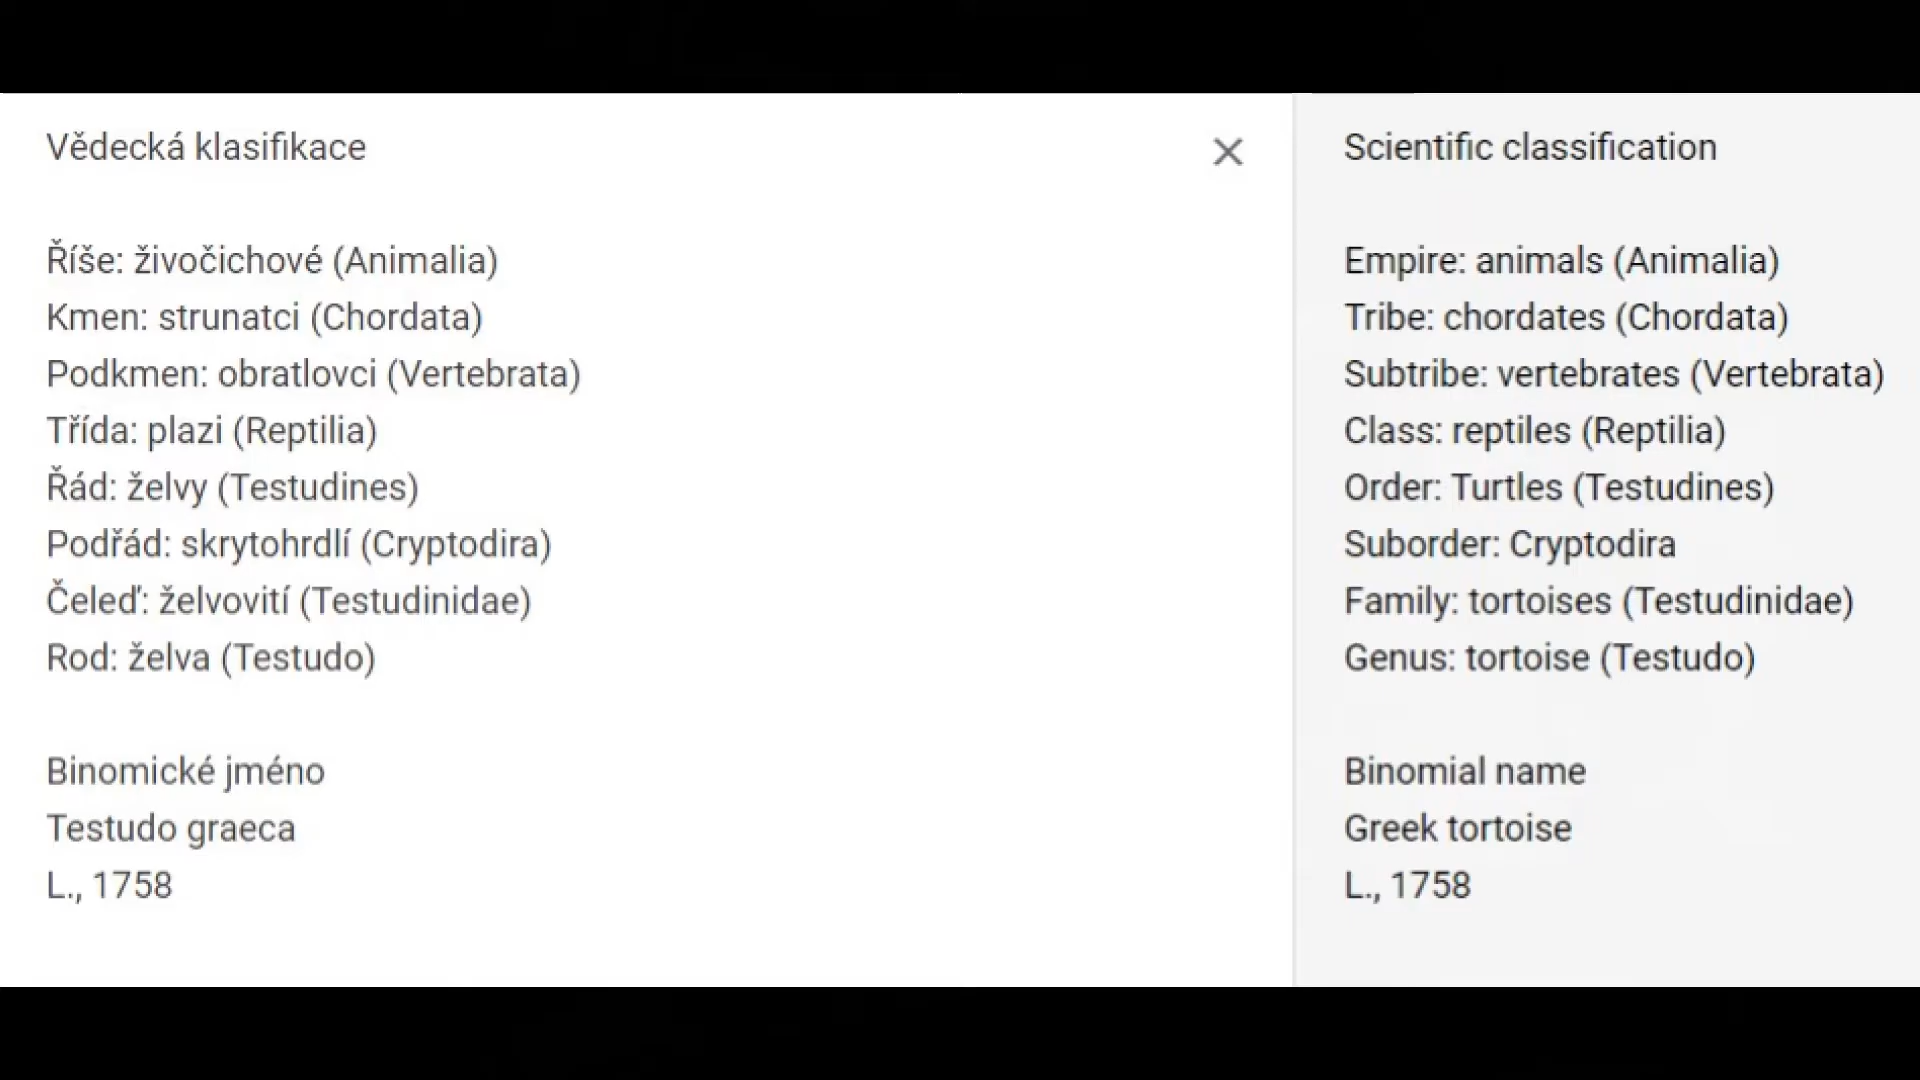 Vědecká klasifikace
Říše: živočichové (Animalia)
Kmen: strunatci (Chordata)
Podkmen: obratlovci (Vertebrata)
Třída: plazi (Reptilia)
Řád: želvy (Testudines)
Podřád: skrytohrdlí (Cryptodira)
Čeleď: želvovití (Testudinidae)
Rod: želva (Testudo)
Binomické jméno
Testudo graeca
L., 1758
Scientific classification
Empire: animals (Animalia)
Tribe: chordates (Chordata)
Subtribe: vertebrates (Vertebrata)
Class: reptiles (Reptilia)
Order: Turtles (Testudines)
Suborder: Cryptodira
Family: tortoises (Testudinidae)
Genus: tortoise (Testudo)
Binomial name
Greek tortoise
L., 1758